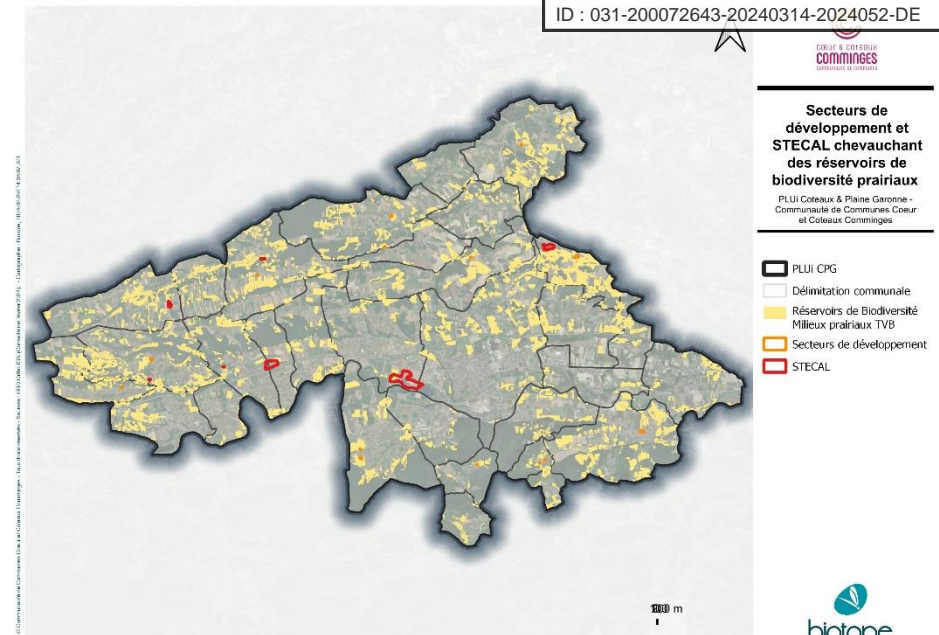 ID : 031-200072643-20240314-2024052-DE
CŒUR & COTEAUX
COMMINGES
Secteurs de
développement et
STECAL chevauchant
des réservoirs de
biodiversité prairiaux
PLUi Coteaux & Plaine Garonne -
Communauté de Communes Coeur
et Coteaux Comminges
PLUi CPG
Délimitation communale
Réservoirs de Biodiversité
Milieux prairiaux TVB
Secteurs de développement
STECAL
m
biotope